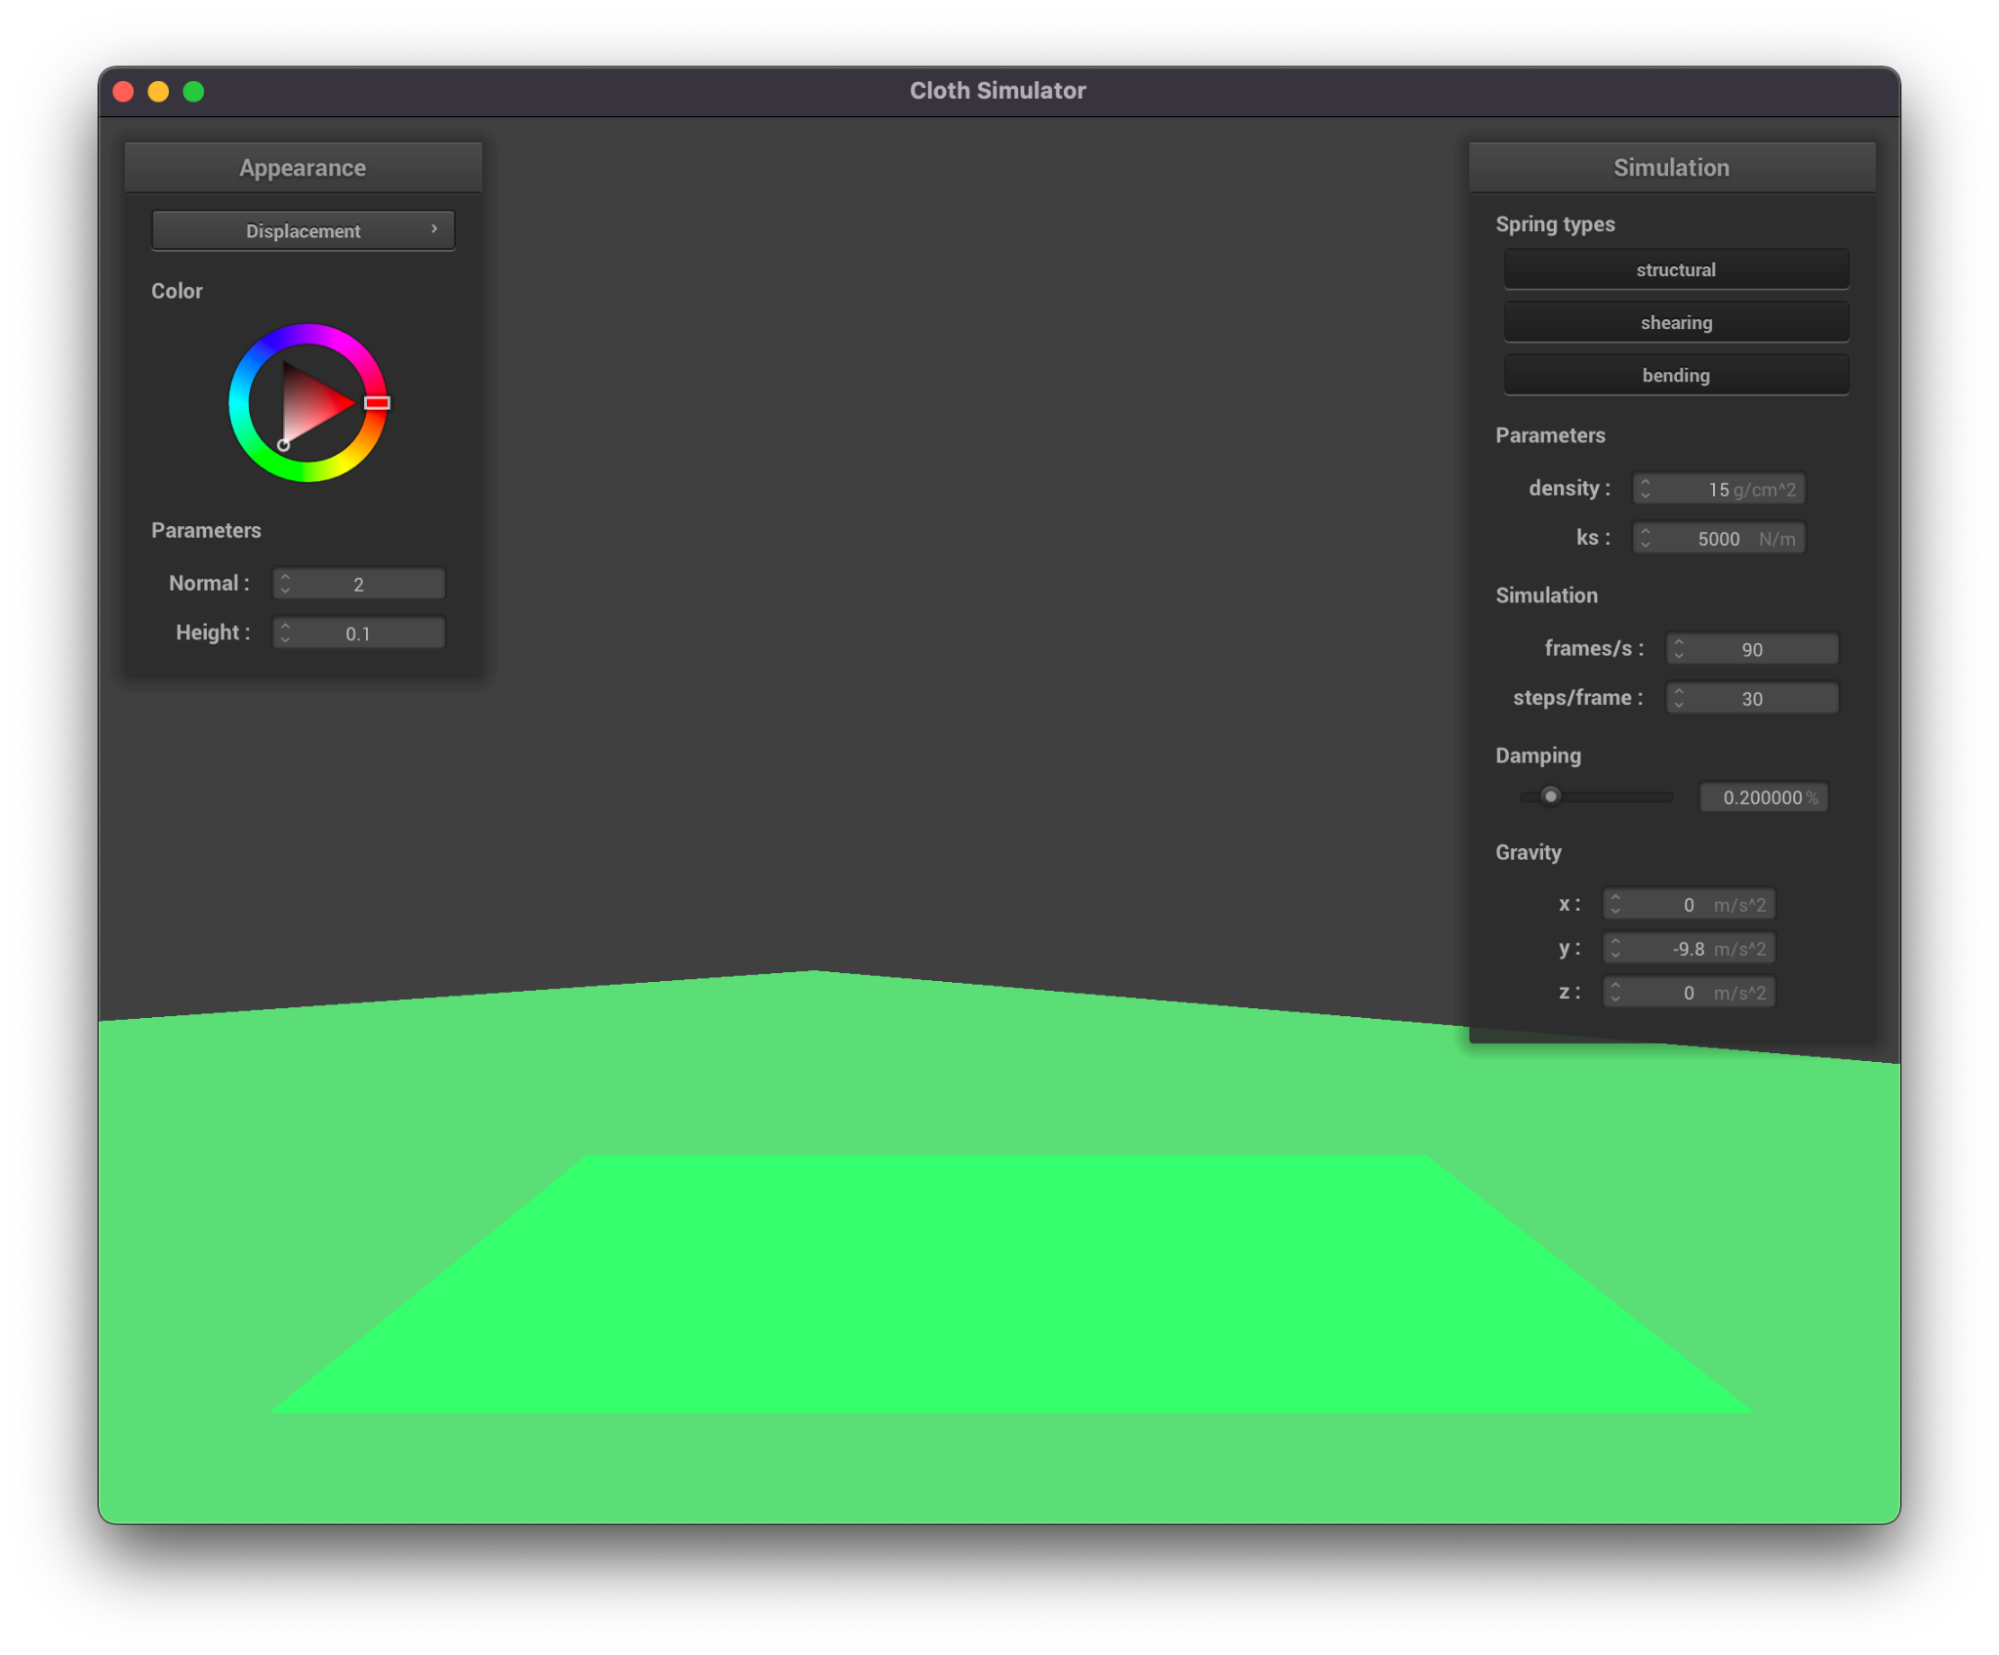 Cloth Simulator
Appearance
Displacement
Color
Parameters
Normal : 2
Height : 0.1
Simulation
Spring types
structural
shearing
bending
Parameters
density : 15 g/cm^2
ks : 5000 N/m
Simulation
frames/s : 90
steps/frame : 30
Damping
0.200000 %
Gravity
x : 0 m/s^2
y : -9.8 m/s^2
z : 0 m/s^2